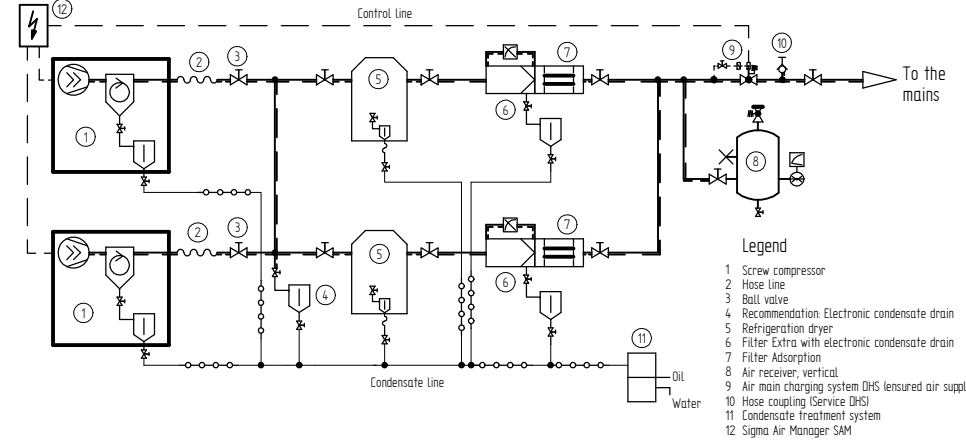 12
Control line
2
3
5
7
9
10
To the
mains
1
6
8
2
3
5
7
1
4
6
11
Oil
Water
Condensate line
Legend
1 Screw compressor
2 Hose line
3 Ball valve
4 Recommendation: Electronic condensate drain
5 Refrigeration dryer
6 Filter Extra with electronic condensate drain
7 Filter Adsorption
8 Air receiver, vertical
9 Air main charging system DHS (ensured air suppl
10 Hose coupling (Service DHS)
11 Condensate treatment system
12 Sigma Air Manager SAM